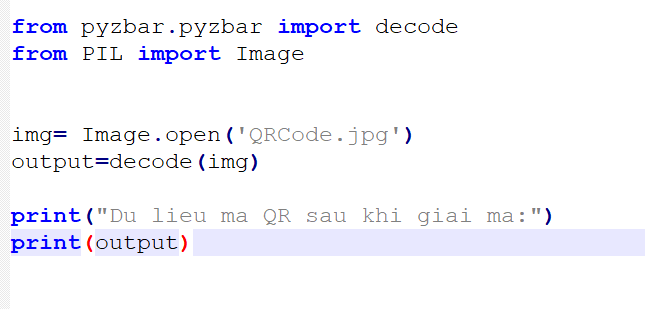 from pyzbar.pyzbar import decode
from PIL import Image
img= Image.open('QRCode.jpg')
output=decode(img)
print("Du lieu ma QR sau khi giai ma:")
print(output)